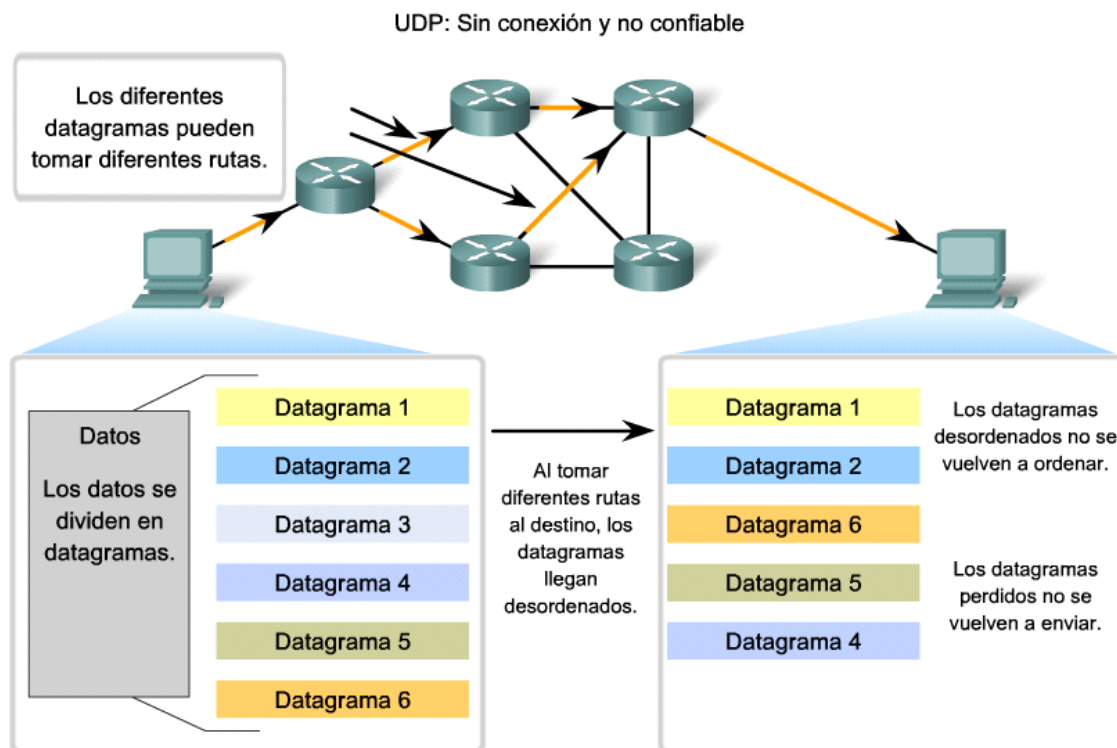 UDP: Sin conexión y no confiable
Los diferentes
datagramas pueden
tomar diferentes rutas.
Datos
Los datos se
dividen en
datagramas.
Datagrama 1
Datagrama 2
Datagrama 3
Datagrama 4
Datagrama 5
Datagrama 6
Al tomar
diferentes rutas
al destino, los
datagramas
llegan
desordenados.
Datagrama 1
Datagrama 2
Datagrama 6
Datagrama 5
Datagrama 4
Los datagramas
desordenados no se
vuelven a ordenar.
Los datagramas
perdidos no se
vuelven a enviar.